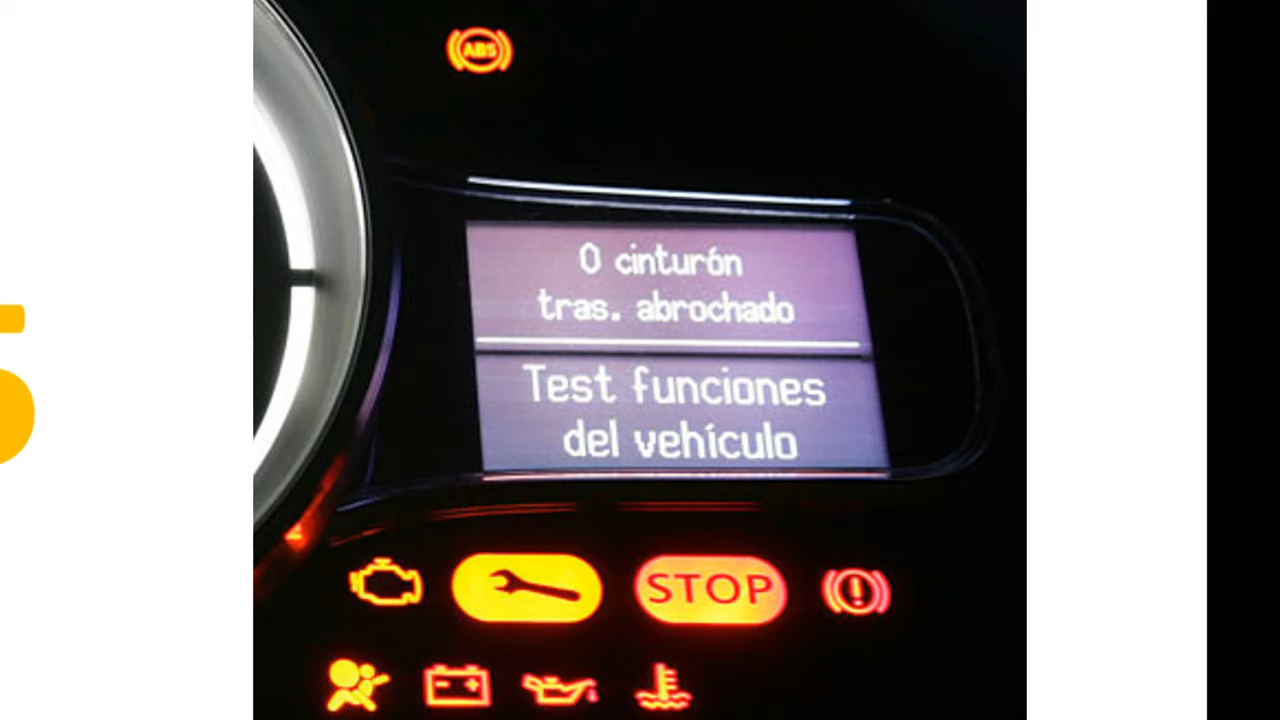 ABS
0 cinturón
tras. abrochado
Test funciones
del vehículo
STOP